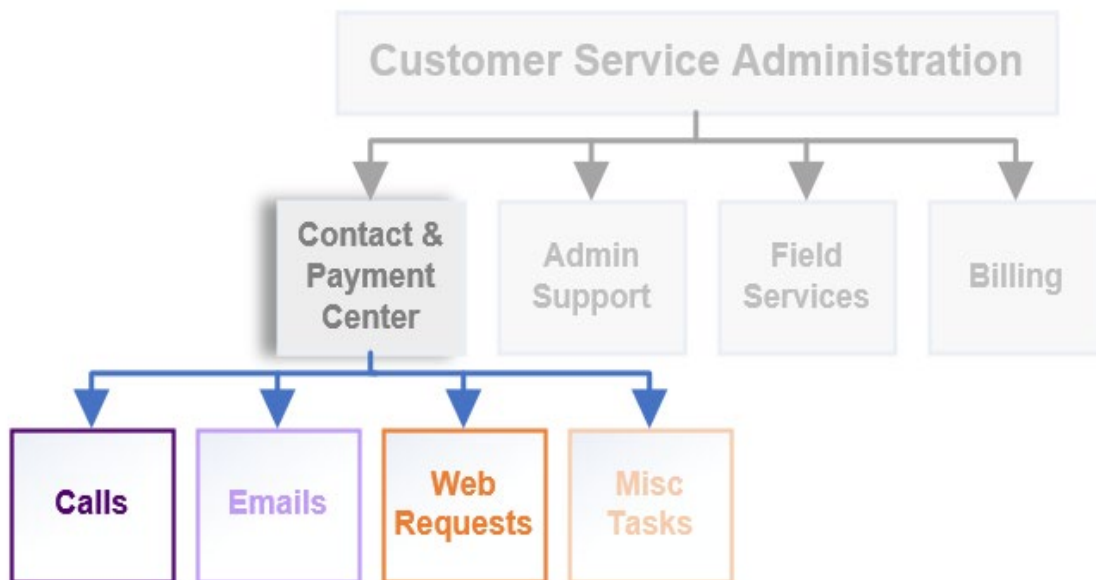 Customer Service Administration
Contact &
Payment
Center
Admin
Support
Field
Services
Billing
Calls
Emails
Web
Requests
Misc
Tasks